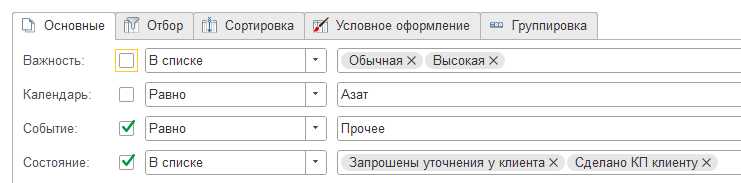 Основные Отбор Сортировка Условное оформление Группировка
Важность: В списке Обычная Высокая
Календарь: Равно Азат
Событие: Равно Прочее
Состояние: В списке Запрошены уточнения у клиента Сделано КП клиенту